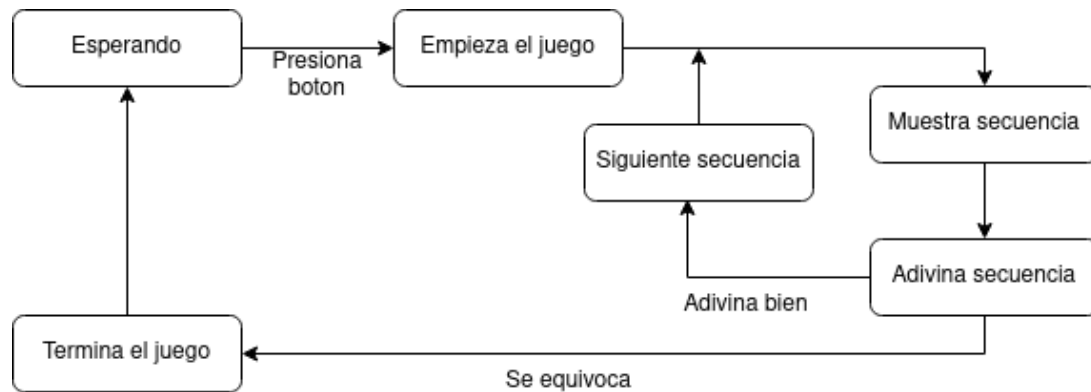 Esperando
Presiona
boton
Empieza el juego
Muestra secuencia
Siguiente secuencia
Adivina secuencia
Adivina bien
Termina el juego
Se equivoca